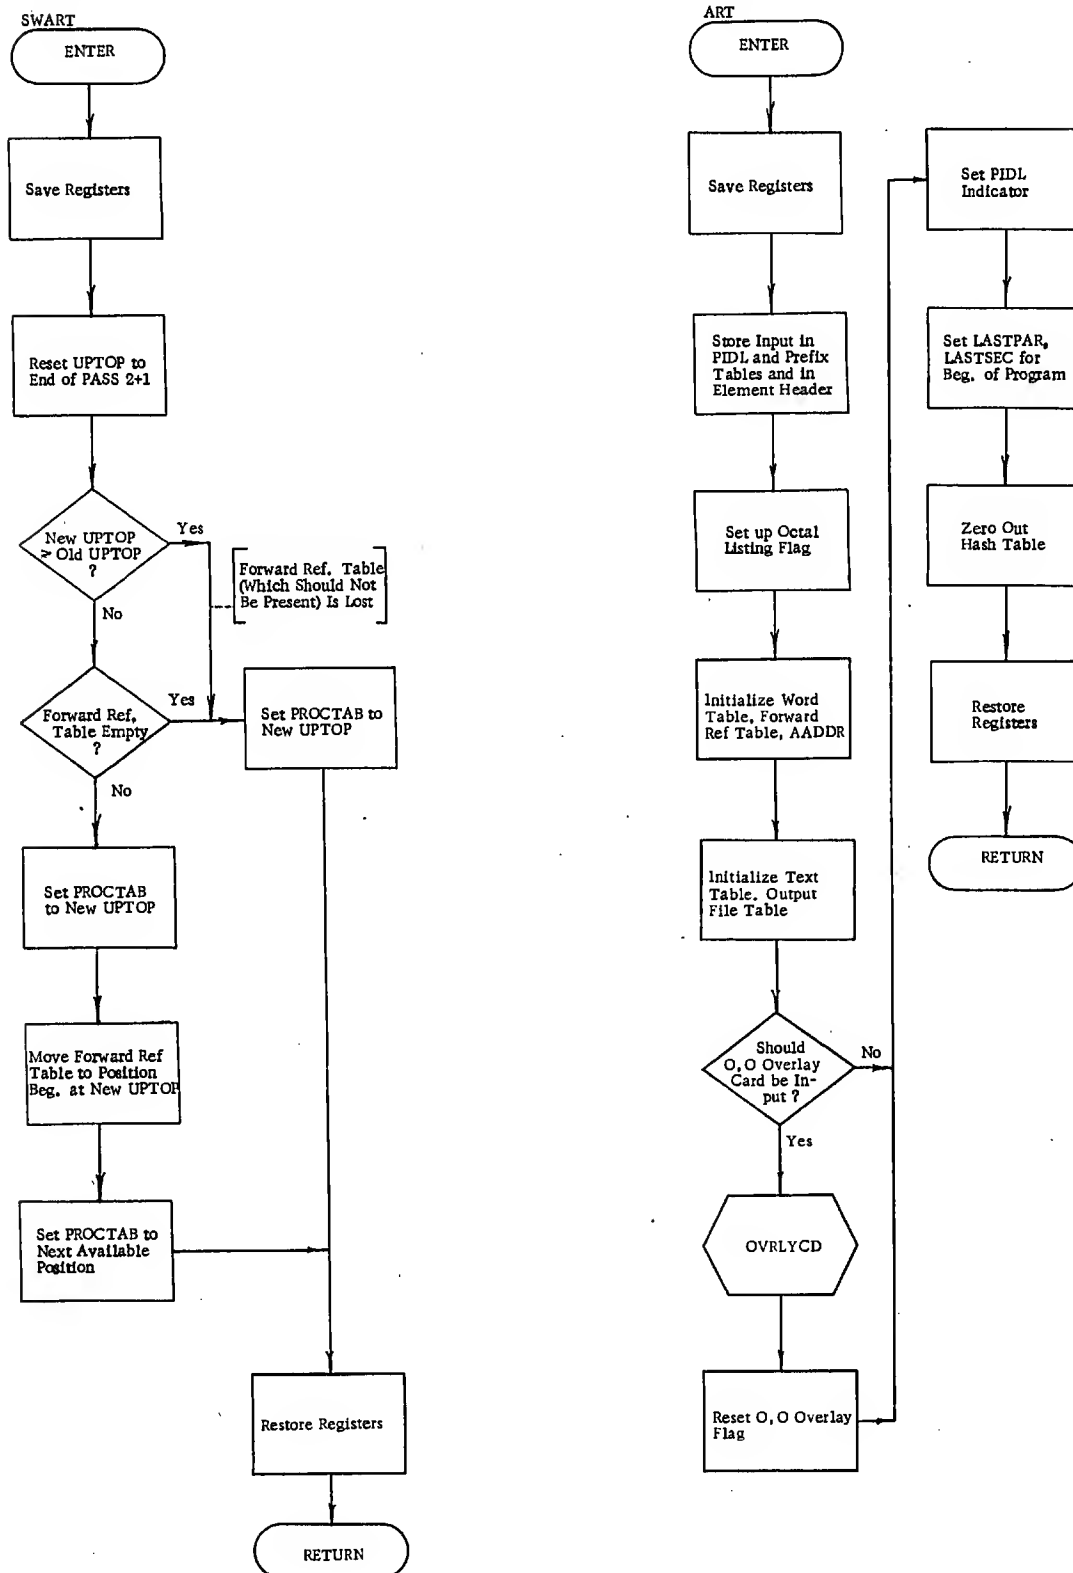 SWART
ENTER
Save Registers
Reset UPTOP to
End of PASS 2+1
New UPTOP
≥ Old UPTOP
?
Yes
No
Forward Ref. Table
(Which Should Not
Be Present) Is Lost
Forward Ref.
Table Empty
?
Yes
No
Set PROCTAB to
New UPTOP
Set PROCTAB
to New UPTOP
Move Forward Ref
Table to Position
Beg. at New UPTOP
Set PROCTAB to
Next Available
Position
Restore Registers
RETURN
ART
ENTER
Save Registers
Store Input in
PIDL and Prefix
Tables and in
Element Header
Set up Octal
Listing Flag
Initialize Word
Table, Forward
Ref Table, AADDR
Initialize Text
Table. Output
File Table
Should
O,O Overlay
Card be In-
put ?
No
Yes
OVRLYCD
Reset O,O Overlay
Flag
Set PIDL
Indicator
Set LASTPAR,
LASTSEC for
Beg. of Program
Zero Out
Hash Table
Restore
Registers
RETURN